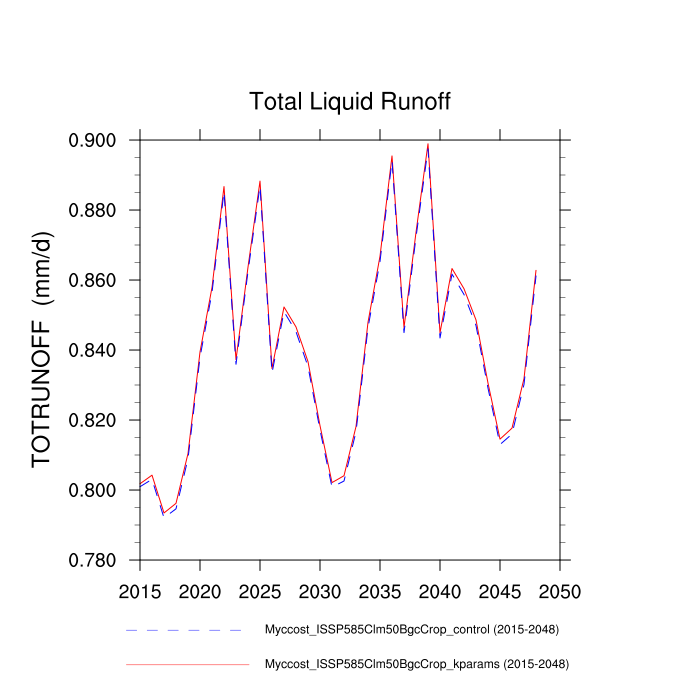 Total Liquid Runoff
TOTRUNOFF (mm/d)
0.900
0.880
0.860
0.840
0.820
0.800
0.780
2015 2020 2025 2030 2035 2040 2045 2050
Myccost_ISSP585Clm50BgcCrop_control (2015-2048)
Myccost_ISSP585Clm50BgcCrop_kparams (2015-2048)